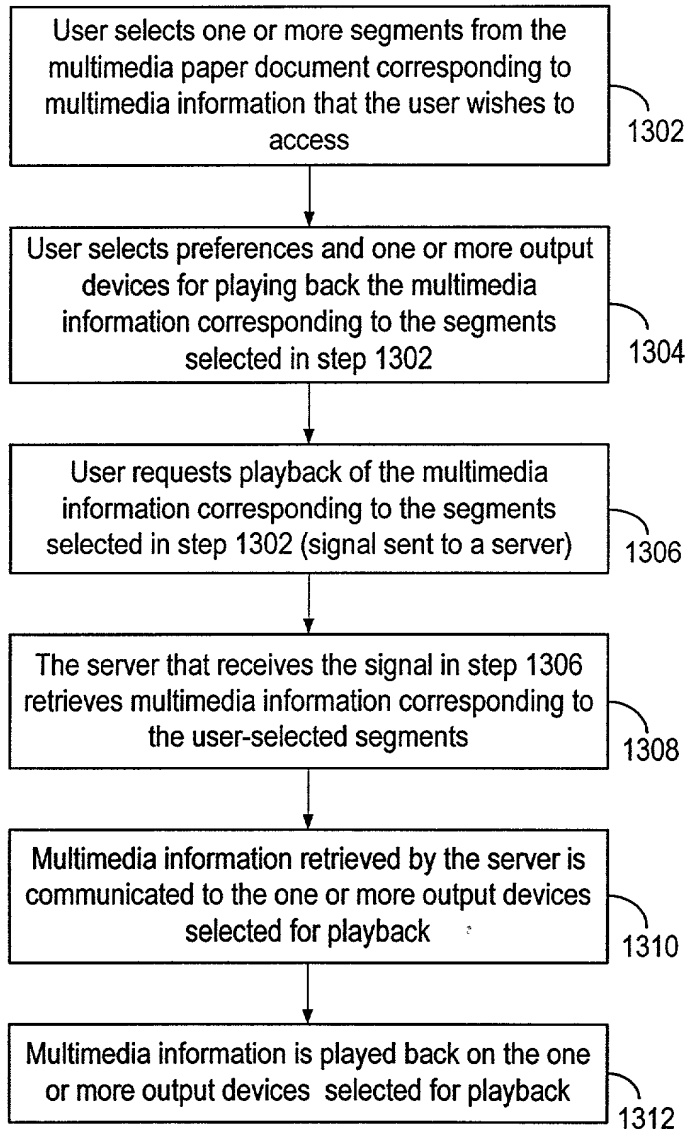 User selects one or more segments from the
multimedia paper document corresponding to
multimedia information that the user wishes to
access
1302
User selects preferences and one or more output
devices for playing back the multimedia
information corresponding to the segments
selected in step 1302
1304
User requests playback of the multimedia
information corresponding to the segments
selected in step 1302 (signal sent to a server)
1306
The server that receives the signal in step 1306
retrieves multimedia information corresponding to
the user-selected segments
1308
Multimedia information retrieved by the server is
communicated to the one or more output devices
selected for playback
1310
Multimedia information is played back on the one
or more output devices selected for playback
1312